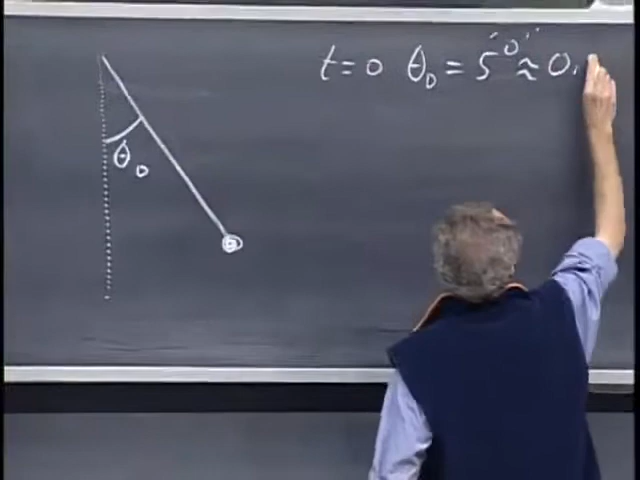 t = 0 θ₀ = 5° ≈ 0.
θ₀